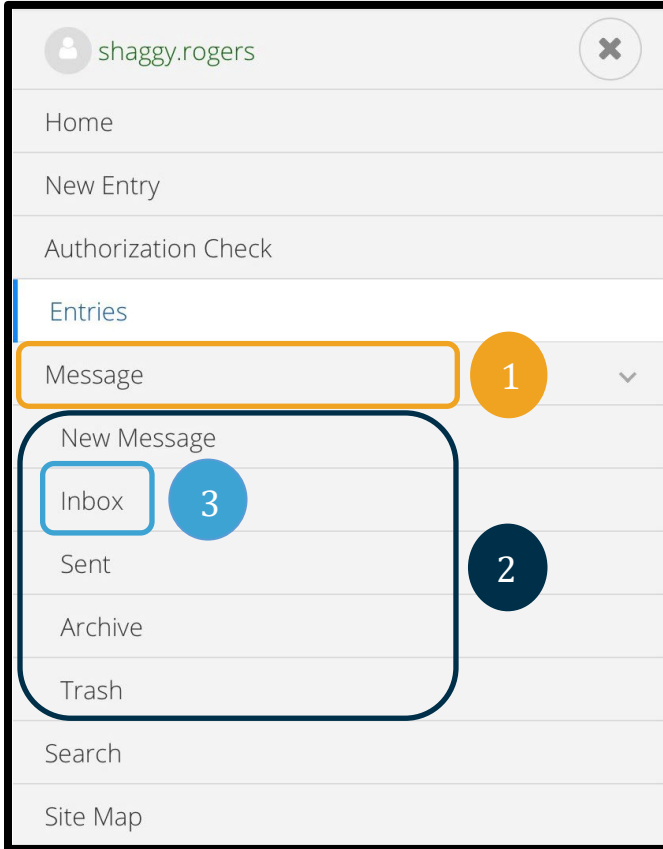 shaggy.rogers
Home
New Entry
Authorization Check
Entries
Message 1
New Message
Inbox 3
Sent 2
Archive
Trash
Search
Site Map